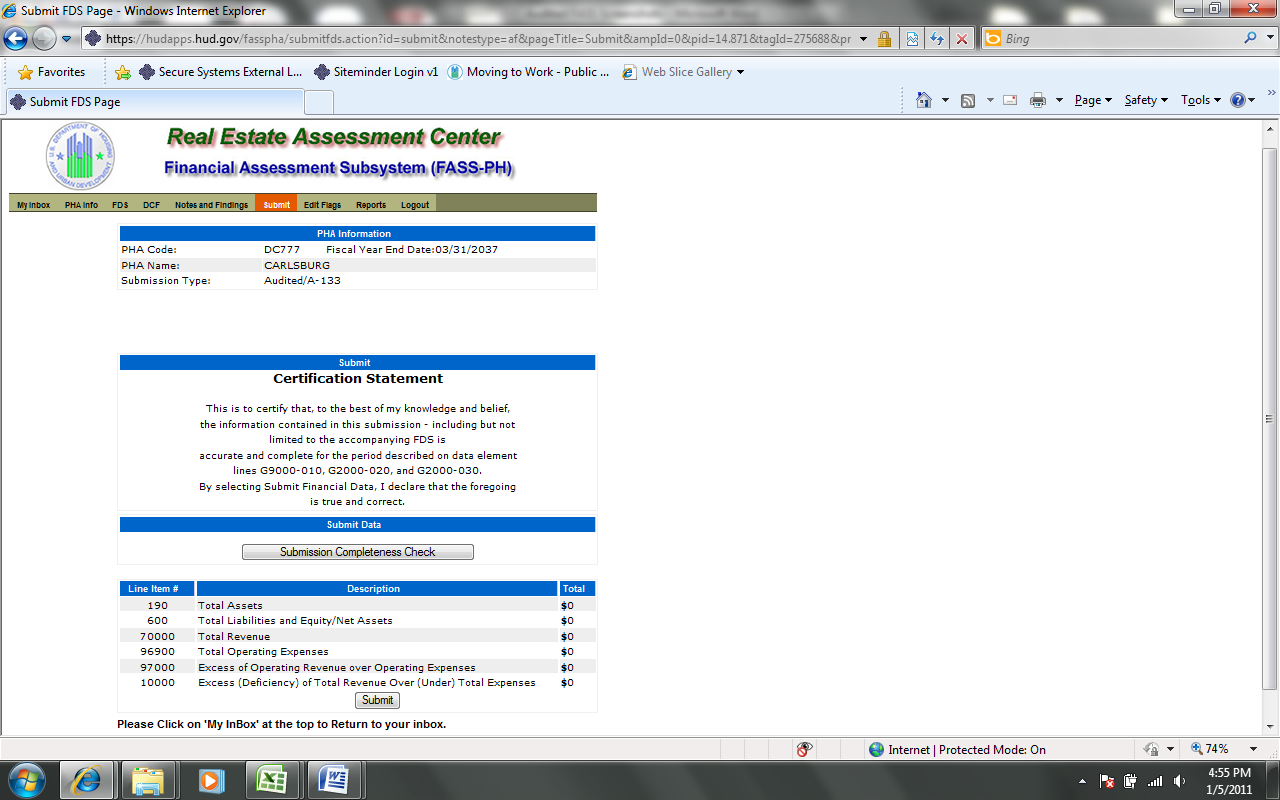 Submit FDS Page - Windows Internet Explorer
https://hudapps.hud.gov/fasspha/submitfds.action?id=submit&notestype=af&pageTitle=Submit&ampId=0&pid=14.871&tagId=275688&pr
Bing
Favorites
Secure Systems External L...
Siteminder Login v1
Moving to Work - Public ...
Web Slice Gallery
Submit FDS Page
Page
Safety
Tools
Real Estate Assessment Center
Financial Assessment Subsystem (FASS-PH)
My Inbox PHA Info FDS DCF Notes and Findings Submit Edit Flags Reports Logout
PHA Information
PHA Code: DC777 Fiscal Year End Date:03/31/2037
PHA Name: CARLSBURG
Submission Type: Audited/A-133
Submit
Certification Statement
This is to certify that, to the best of my knowledge and belief,
the information contained in this submission - including but not
limited to the accompanying FDS is
accurate and complete for the period described on data element
lines G9000-010, G2000-020, and G2000-030.
By selecting Submit Financial Data, I declare that the foregoing
is true and correct.
Submit Data
Submission Completeness Check
Line Item # Description Total
190 Total Assets $0
600 Total Liabilities and Equity/Net Assets $0
70000 Total Revenue $0
96900 Total Operating Expenses $0
97000 Excess of Operating Revenue over Operating Expenses $0
10000 Excess (Deficiency) of Total Revenue Over (Under) Total Expenses $0
Submit
Please Click on 'My InBox' at the top to Return to your inbox.
Internet | Protected Mode: On
74%
4:55 PM
1/5/2011